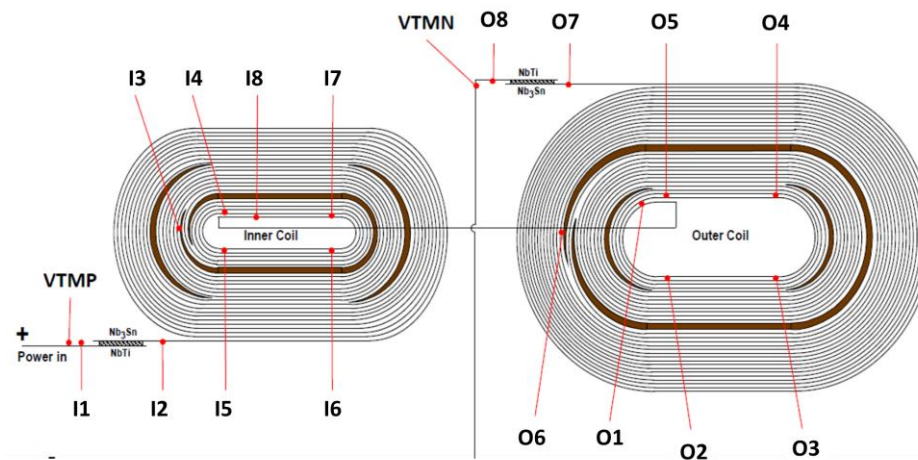 VTMN O8 O7 O5 O4
I3 I4 I8 I7
NbTi
Nb3Sn
Inner Coil
Outer Coil
VTMP
+
Nb3Sn
Power in
NbTi
I1 I2 I5 I6
O6 O1 O2 O3
-